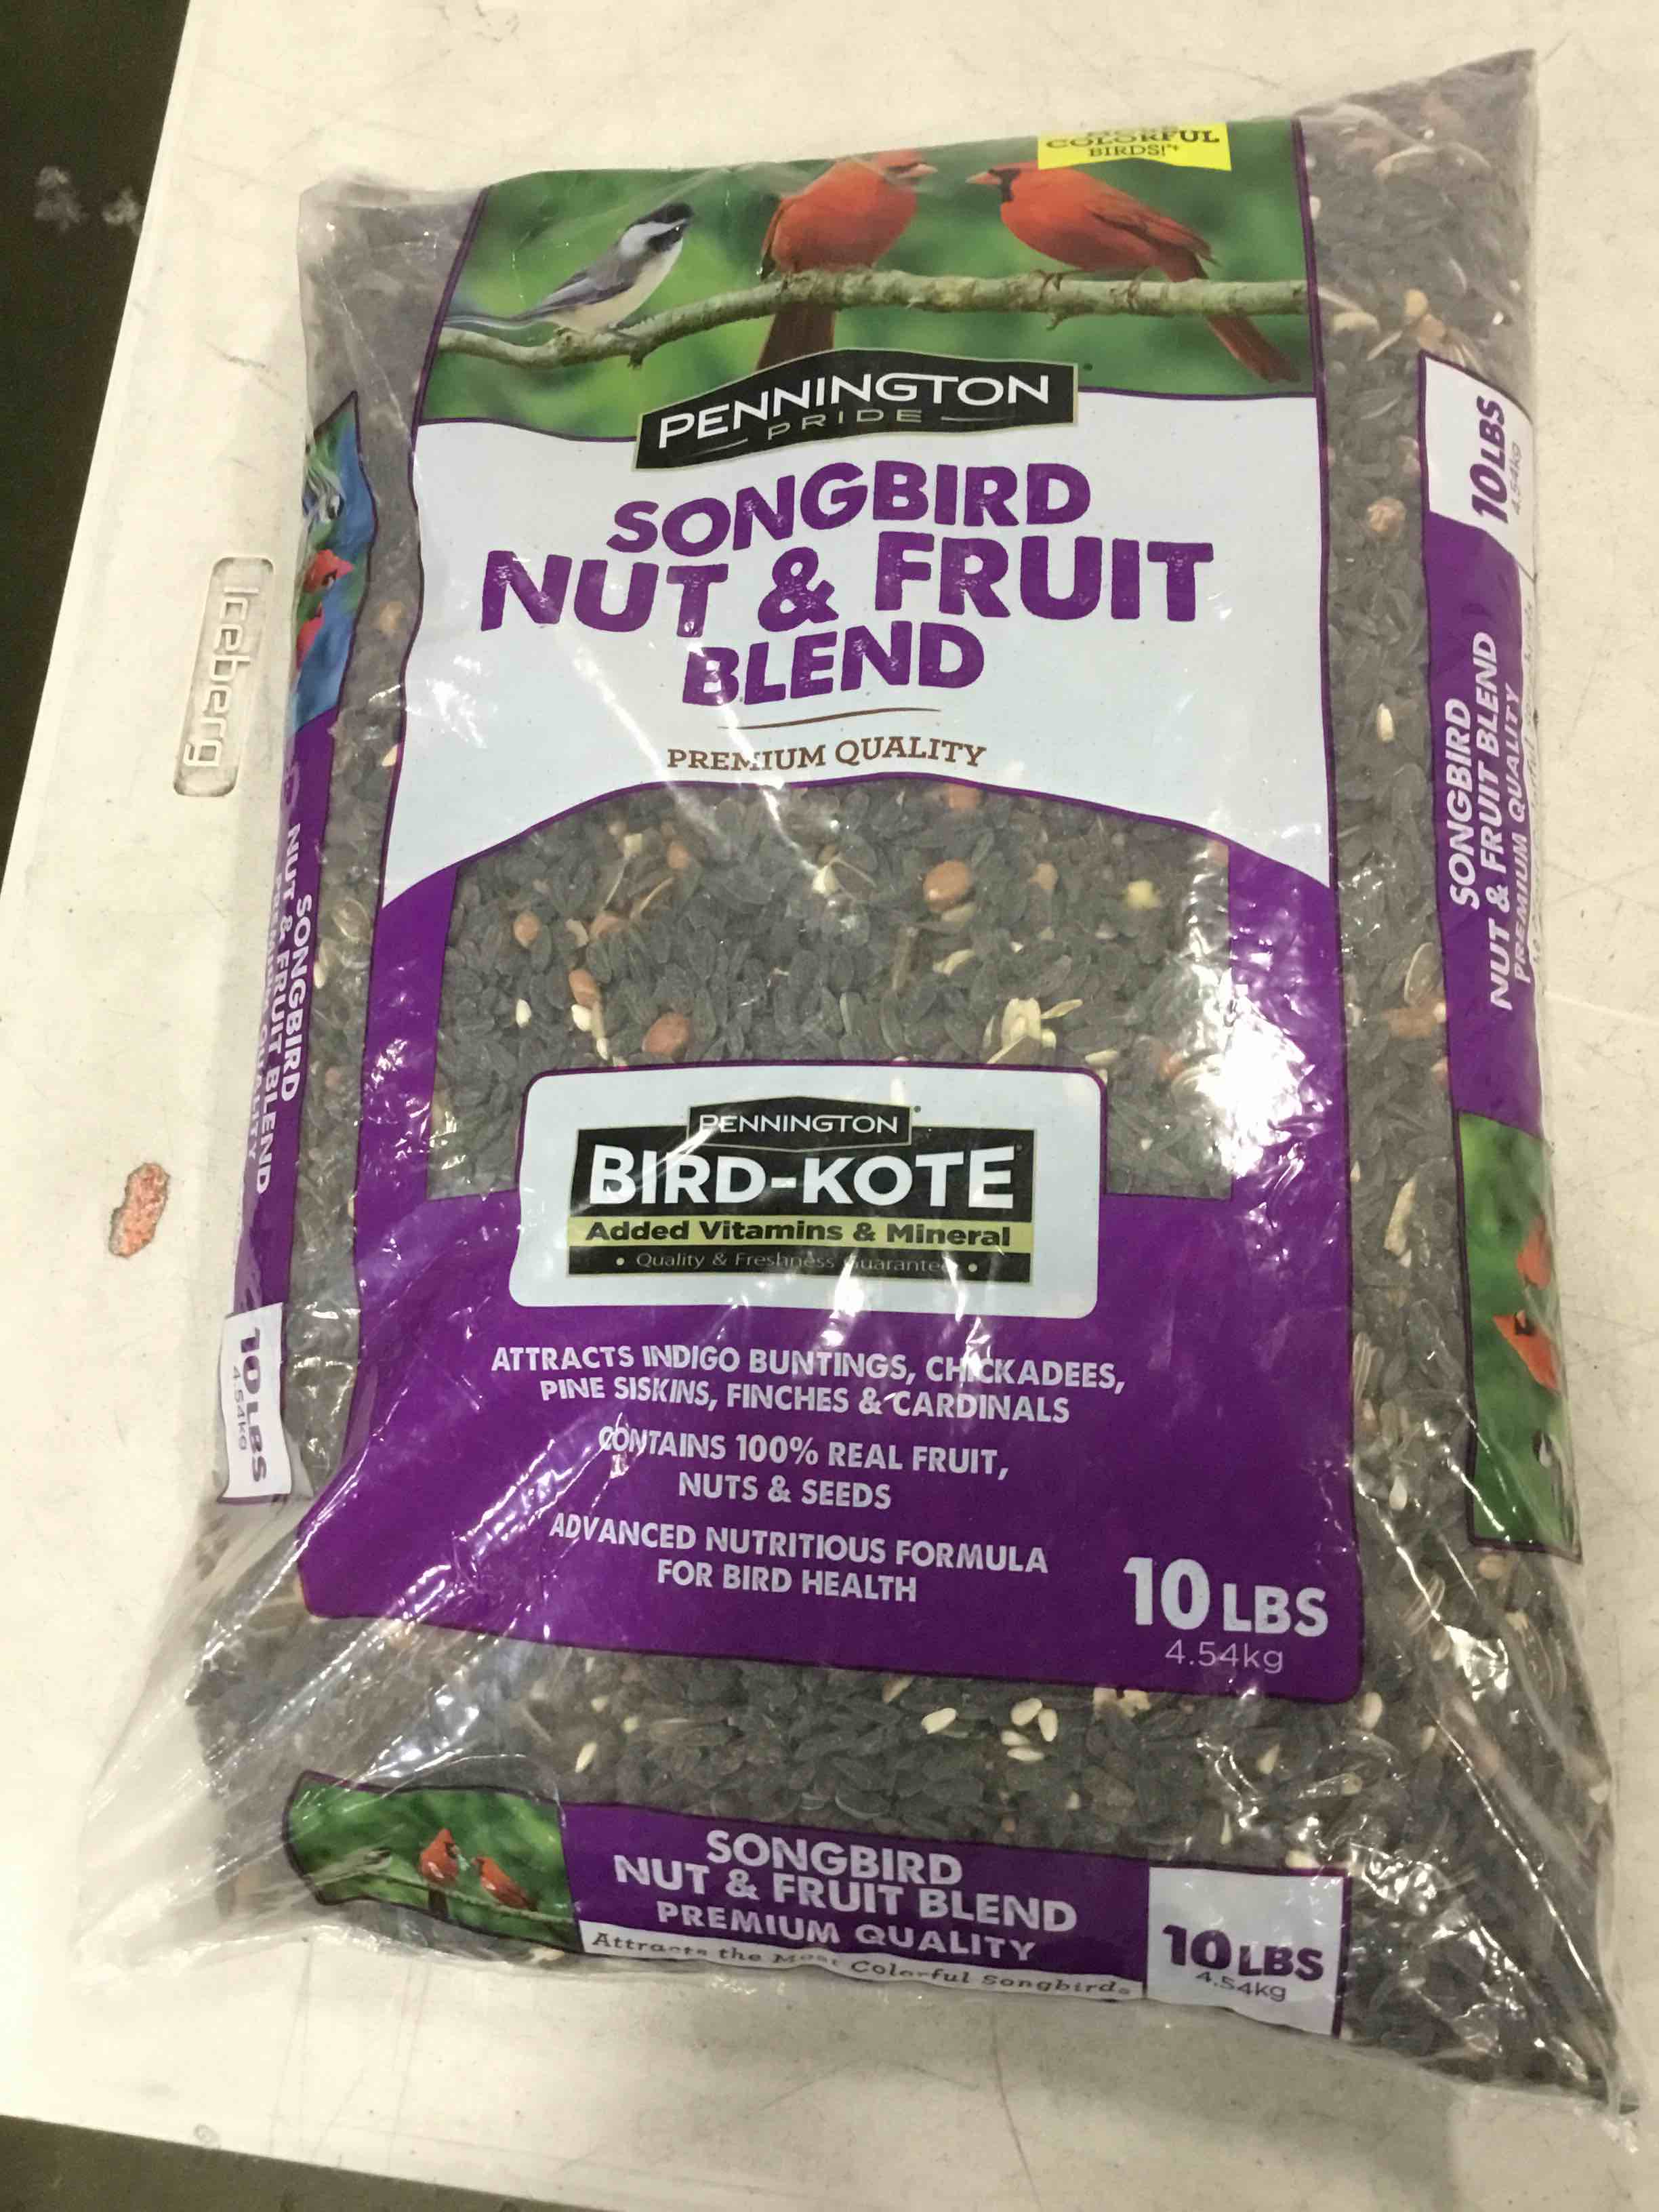 COLORFUL
BIRDS!*+
PENNINGTON
PRIDE
SONGBIRD
NUT & FRUIT
BLEND
PREMIUM QUALITY
PENNINGTON
BIRD-KOTE
Added Vitamins & Mineral
• Quality & Freshness Guarantee •
ATTRACTS INDIGO BUNTINGS, CHICKADEES,
PINE SISKINS, FINCHES & CARDINALS
CONTAINS 100% REAL FRUIT,
NUTS & SEEDS
ADVANCED NUTRITIOUS FORMULA
FOR BIRD HEALTH
10 LBS
4.54kg
SONGBIRD
NUT & FRUIT BLEND
PREMIUM QUALITY
Attracts the Most Colorful Songbirds
10 LBS
4.54kg
Iceberg
SONGBIRD
NUT & FRUIT BLEND
10 LBS
4.54kg
10 LBS
4.54kg
SONGBIRD
NUT & FRUIT BLEND
PREMIUM QUALITY